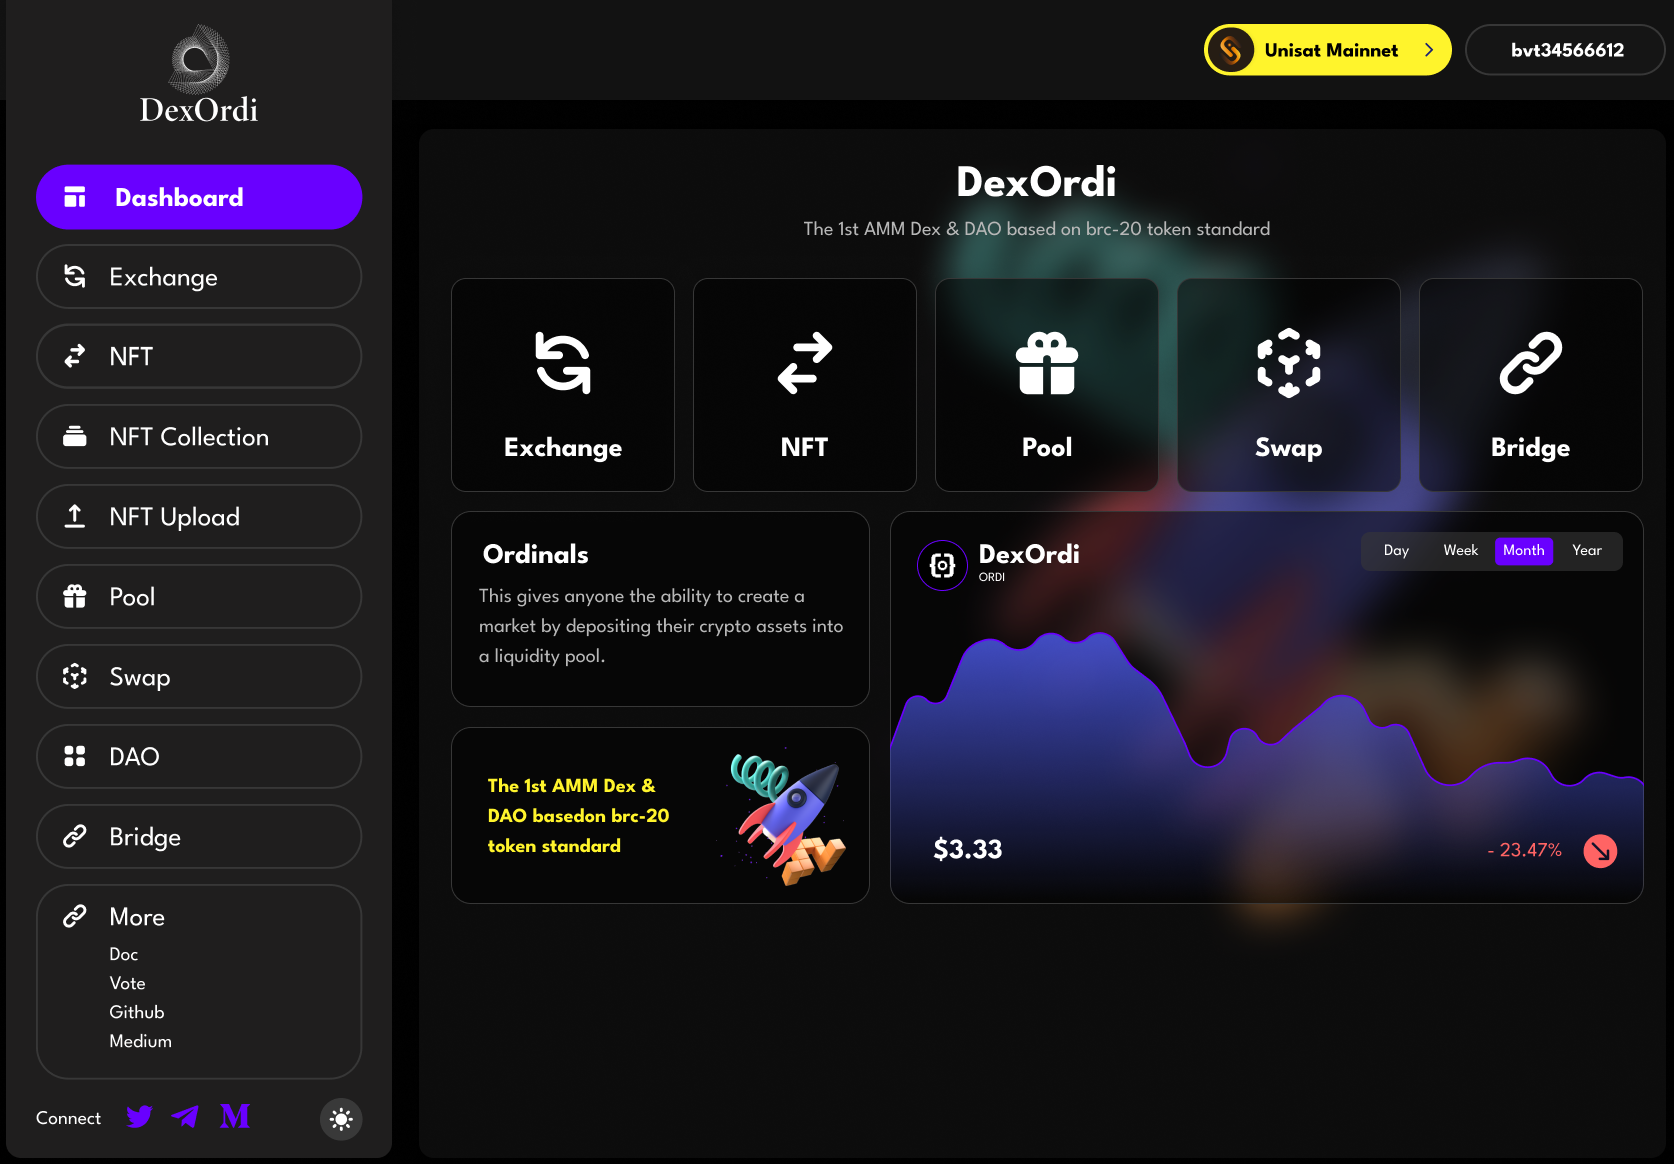 DexOrdi
Unisat Mainnet
bvt34566612
Dashboard
Exchange
NFT
NFT Collection
NFT Upload
Pool
Swap
DAO
Bridge
More
Doc
Vote
Github
Medium
Connect
M
DexOrdi
The 1st AMM Dex & DAO based on brc-20 token standard
Exchange
NFT
Pool
Swap
Bridge
Ordinals
This gives anyone the ability to create a
market by depositing their crypto assets into
a liquidity pool.
The 1st AMM Dex &
DAO basedon brc-20
token standard
DexOrdi
ORDI
Day Week Month Year
$3.33
- 23.47%